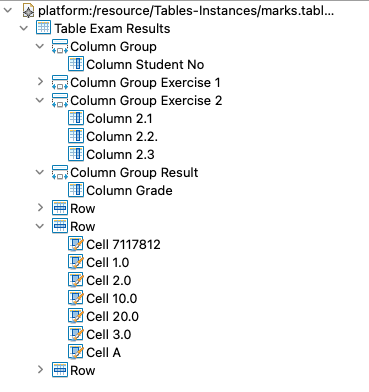 platform:/resource/Tables-Instances/marks.tabl...
Table Exam Results
Column Group
Column Student No
Column Group Exercise 1
Column Group Exercise 2
Column 2.1
Column 2.2.
Column 2.3
Column Group Result
Column Grade
Row
Row
Cell 7117812
Cell 1.0
Cell 2.0
Cell 10.0
Cell 20.0
Cell 3.0
Cell A
Row